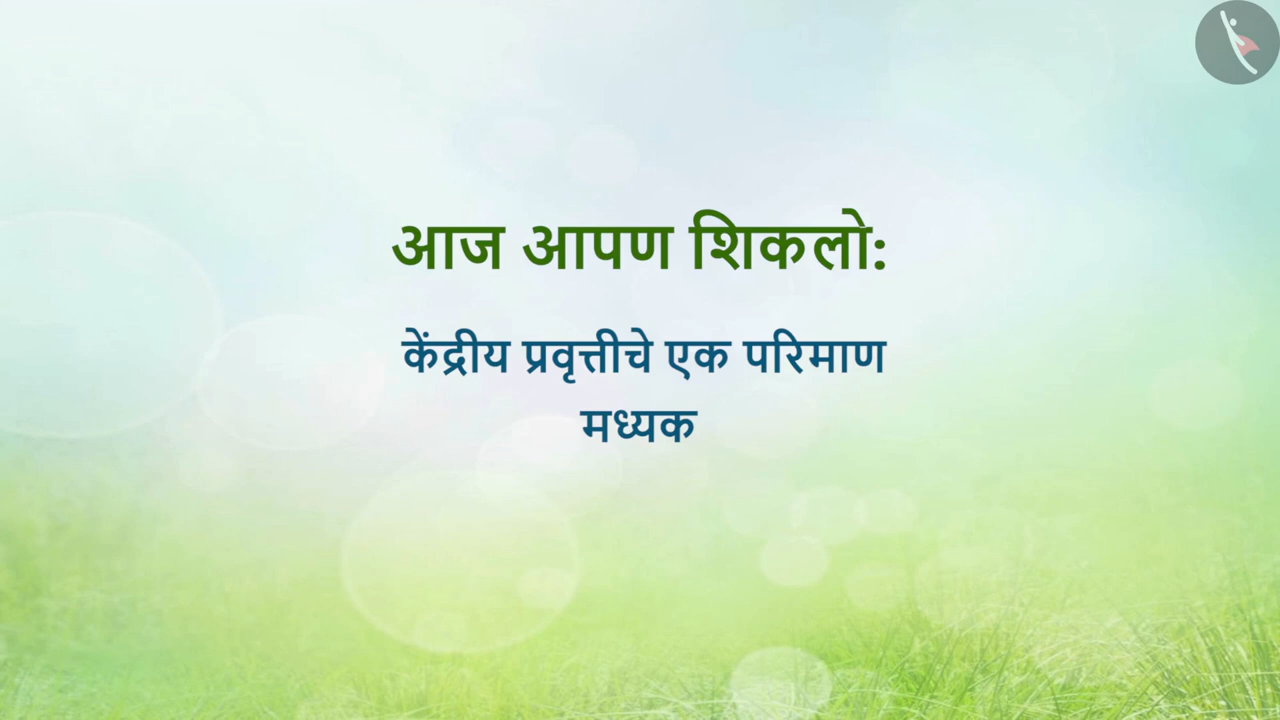 आज आपण शिकलो:
केंद्रीय प्रवृत्तीचे एक परिमाण
मध्यक